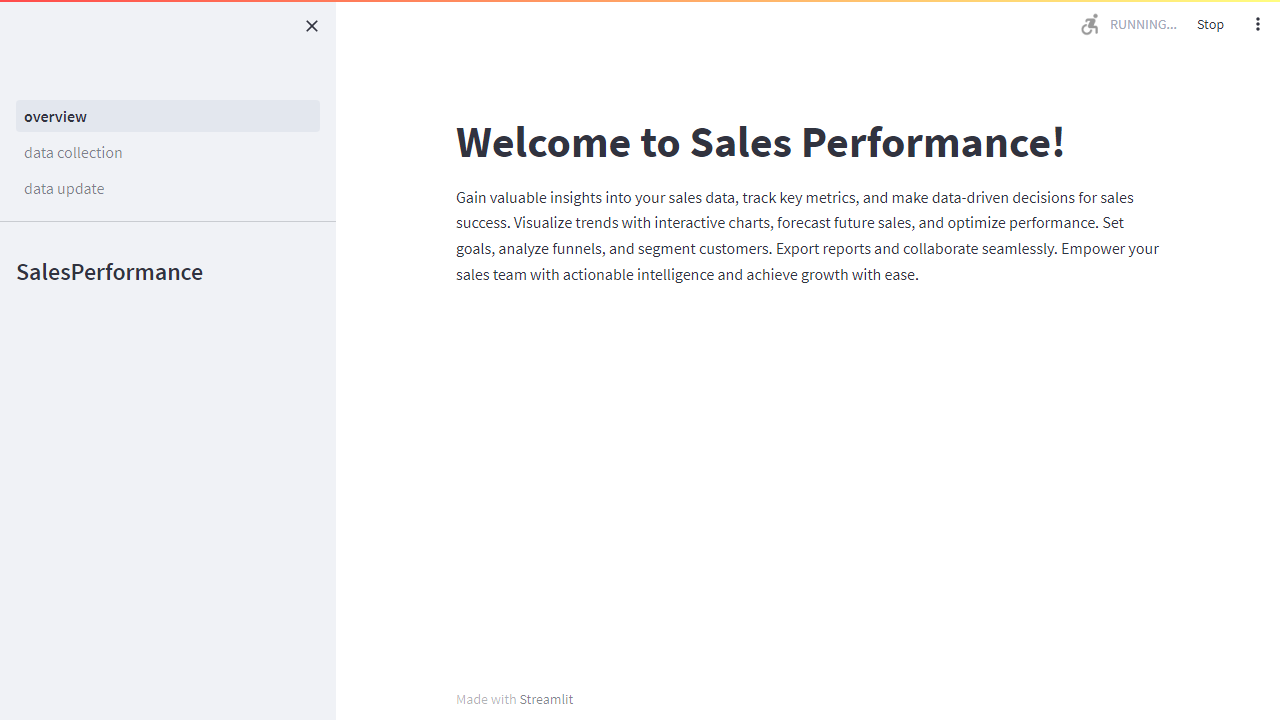 RUNNING...
Stop
overview
data collection
data update
SalesPerformance
Welcome to Sales Performance!
Gain valuable insights into your sales data, track key metrics, and make data-driven decisions for sales
success. Visualize trends with interactive charts, forecast future sales, and optimize performance. Set
goals, analyze funnels, and segment customers. Export reports and collaborate seamlessly. Empower your
sales team with actionable intelligence and achieve growth with ease.
Made with Streamlit